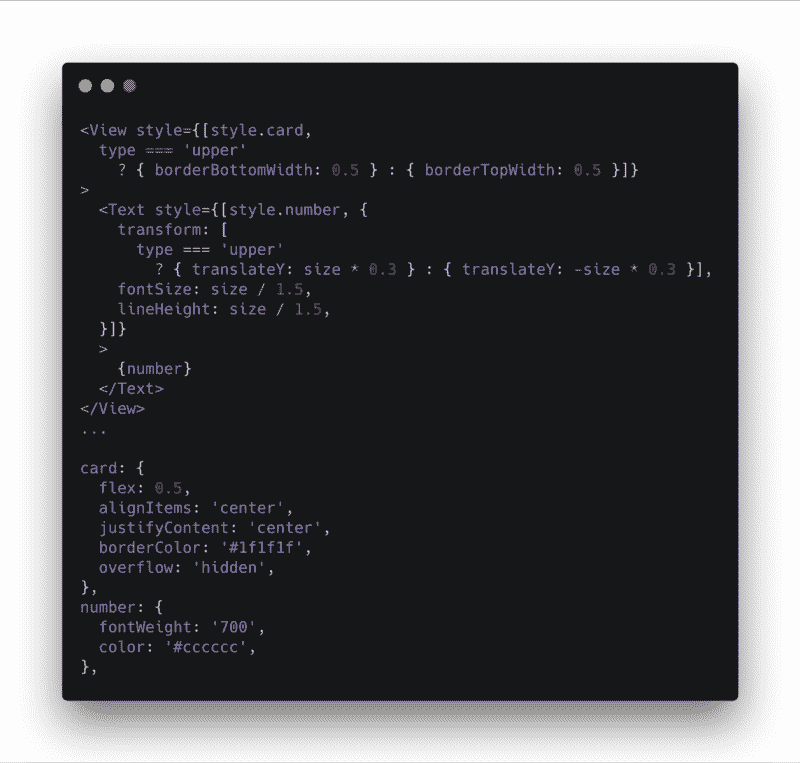 <View style={[style.card,
  type === 'upper'
    ? { borderBottomWidth: 0.5 } : { borderTopWidth: 0.5 }]}
>
  <Text style={[style.number, {
    transform: [
      type === 'upper'
        ? { translateY: size * 0.3 } : { translateY: -size * 0.3 }],
    fontSize: size / 1.5,
    lineHeight: size / 1.5,
  }]}
  >
    {number}
  </Text>
</View>
...
card: {
  flex: 0.5,
  alignItems: 'center',
  justifyContent: 'center',
  borderColor: '#1f1f1f',
  overflow: 'hidden',
},
number: {
  fontWeight: '700',
  color: '#cccccc',
},